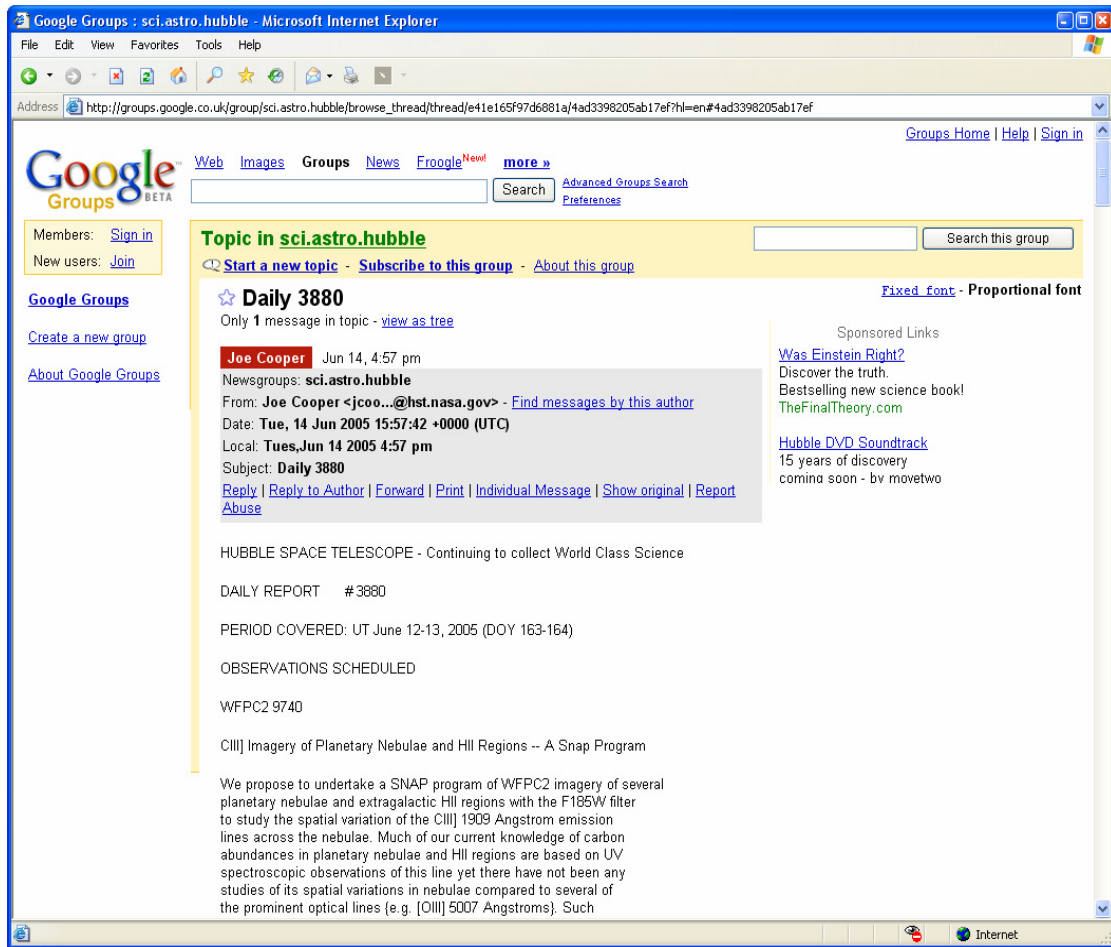 Google Groups : sci.astro.hubble - Microsoft Internet Explorer
File Edit View Favorites Tools Help
Address http://groups.google.co.uk/group/sci.astro.hubble/browse_thread/thread/e41e165f97d6881a/4ad3398205ab17ef?hl=en#4ad3398205ab17ef
Groups Home | Help | Sign in
Google™
Groups BETA
Web Images Groups News Froogle New! more »
Search
Advanced Groups Search
Preferences
Members: Sign in
New users: Join
Google Groups
Create a new group
About Google Groups
Topic in sci.astro.hubble
Search this group
Start a new topic - Subscribe to this group - About this group
Daily 3880
Fixed font - Proportional font
Only 1 message in topic - view as tree
Joe Cooper Jun 14, 4:57 pm
Newsgroups: sci.astro.hubble
From: Joe Cooper <jcoo...@hst.nasa.gov> - Find messages by this author
Date: Tue, 14 Jun 2005 15:57:42 +0000 (UTC)
Local: Tues,Jun 14 2005 4:57 pm
Subject: Daily 3880
Reply | Reply to Author | Forward | Print | Individual Message | Show original | Report
Abuse
Sponsored Links
Was Einstein Right?
Discover the truth.
Bestselling new science book!
TheFinalTheory.com
Hubble DVD Soundtrack
15 years of discovery
coming soon - by movetwo
HUBBLE SPACE TELESCOPE - Continuing to collect World Class Science
DAILY REPORT #3880
PERIOD COVERED: UT June 12-13, 2005 (DOY 163-164)
OBSERVATIONS SCHEDULED
WFPC2 9740
CIII] Imagery of Planetary Nebulae and HII Regions -- A Snap Program
We propose to undertake a SNAP program of WFPC2 imagery of several
planetary nebulae and extragalactic HII regions with the F185W filter
to study the spatial variation of the CIII] 1909 Angstrom emission
lines across the nebulae. Much of our current knowledge of carbon
abundances in planetary nebulae and HII regions are based on UV
spectroscopic observations of this line yet there have not been any
studies of its spatial variations in nebulae compared to several of
the prominent optical lines {e.g. [OIII] 5007 Angstroms}. Such
Internet